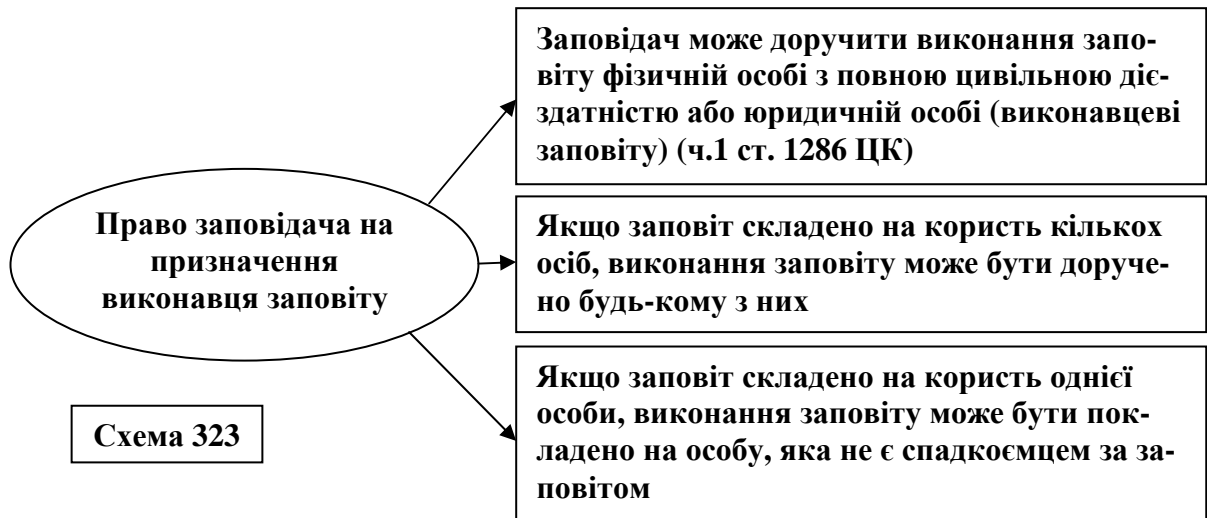 Заповідач може доручити виконання запо-
віту фізичній особі з повною цивільною діє-
здатністю або юридичній особі (виконавцеві
заповіту) (ч.1 ст. 1286 ЦК)
Право заповідача на
призначення
виконавця заповіту
Якщо заповіт складено на користь кількох
осіб, виконання заповіту може бути доруче-
но будь-кому з них
Якщо заповіт складено на користь однієї
особи, виконання заповіту може бути пок-
ладено на особу, яка не є спадкоємцем за за-
повітом
Схема 323